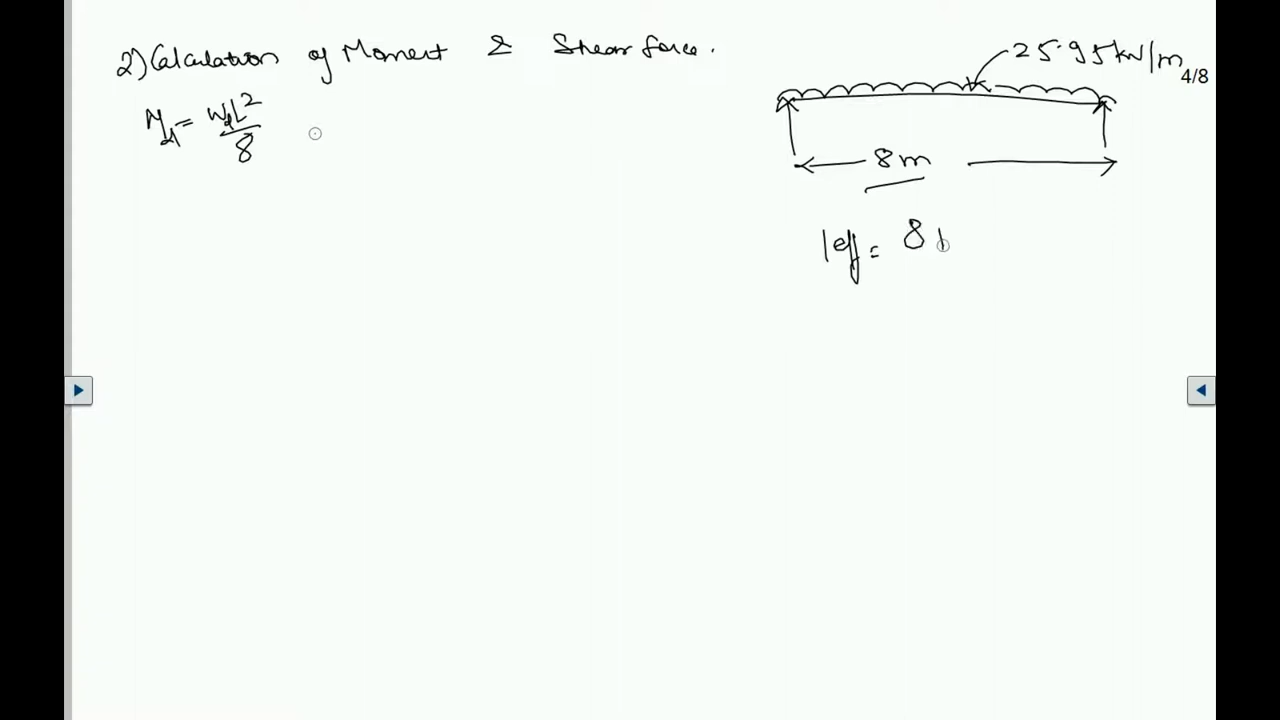 2) Calculation of Moment & Shear force.
25.95 kN/m
4/8
Md = WdL²/8
8 m
leff = 8